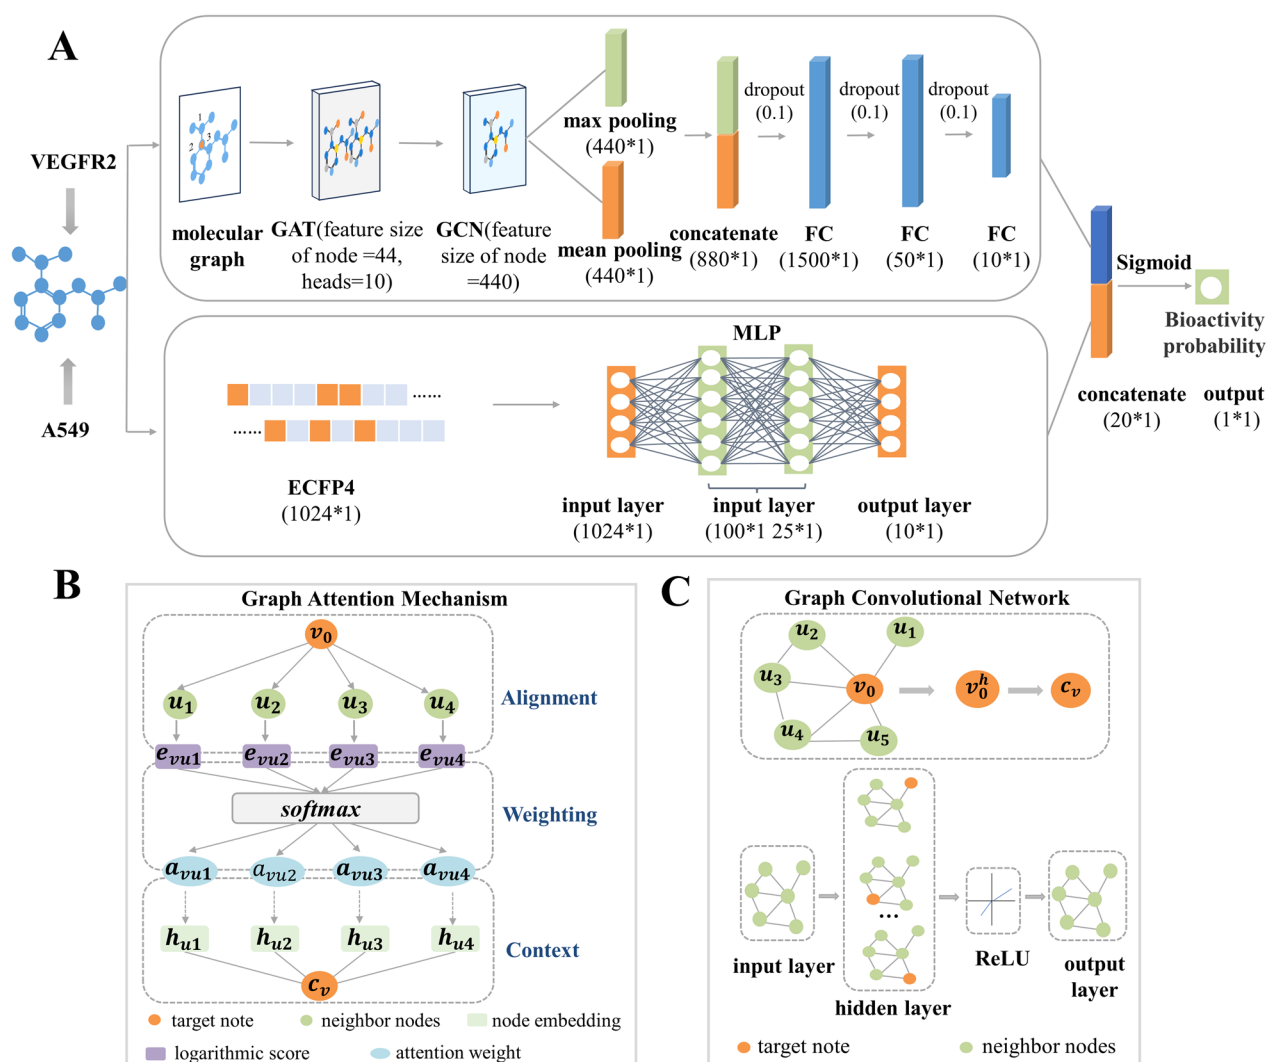 A
VEGFR2
A549
1
2
3
molecular
graph
GAT(feature size
of node =44,
heads=10)
GCN(feature
size of node
=440)
max pooling
(440*1)
mean pooling
(440*1)
concatenate
(880*1)
dropout
(0.1)
FC
(1500*1)
dropout
(0.1)
FC
(50*1)
dropout
(0.1)
FC
(10*1)
ECFP4
(1024*1)
......
......
MLP
input layer
(1024*1)
input layer
(100*1 25*1)
output layer
(10*1)
concatenate
(20*1)
Sigmoid
Bioactivity
probability
output
(1*1)
B
Graph Attention Mechanism
v0
u1 u2 u3 u4
Alignment
evu1 evu2 evu3 evu4
softmax
Weighting
avu1 avu2 avu3 avu4
hu1 hu2 hu3 hu4
Context
cv
target note
neighbor nodes
node embedding
logarithmic score
attention weight
C
Graph Convolutional Network
u2 u1
u3 v0
u4 u5
v0^h
cv
...
input layer
hidden layer
ReLU
output
layer
target note
neighbor nodes